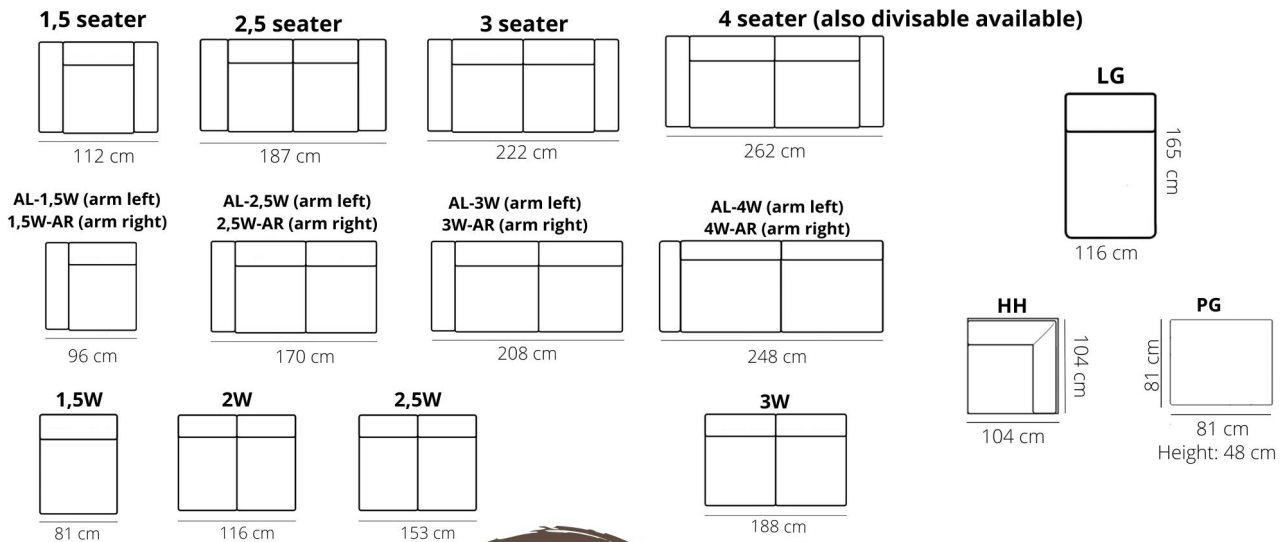 1,5 seater
112 cm
2,5 seater
187 cm
3 seater
222 cm
4 seater (also divisable available)
262 cm
LG
165 cm
116 cm
AL-1,5W (arm left)
1,5W-AR (arm right)
96 cm
AL-2,5W (arm left)
2,5W-AR (arm right)
170 cm
AL-3W (arm left)
3W-AR (arm right)
208 cm
AL-4W (arm left)
4W-AR (arm right)
248 cm
HH
104 cm
104 cm
PG
81 cm
81 cm
Height: 48 cm
1,5W
81 cm
2W
116 cm
2,5W
153 cm
3W
188 cm